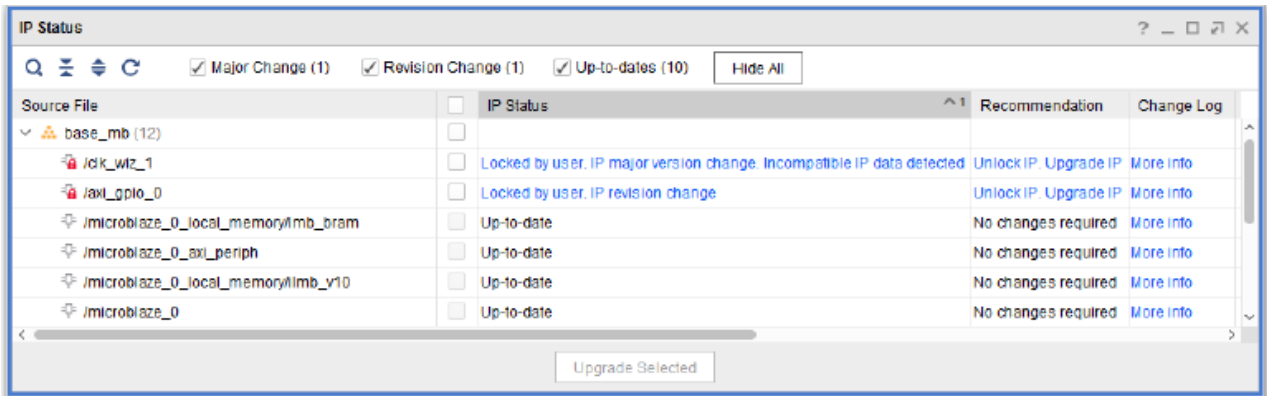 IP Status
Major Change (1) Revision Change (1) Up-to-dates (10) Hide All
Source File IP Status 1 Recommendation Change Log
base_mb (12)
/clk_wiz_1 Locked by user. IP major version change. Incompatible IP data detected Unlock IP. Upgrade IP More info
/axi_gpio_0 Locked by user. IP revision change Unlock IP. Upgrade IP More info
/microblaze_0_local_memory/lmb_bram Up-to-date No changes required More info
/microblaze_0_axi_periph Up-to-date No changes required More info
/microblaze_0_local_memory/ilmb_v10 Up-to-date No changes required More info
/microblaze_0 Up-to-date No changes required More info
Upgrade Selected